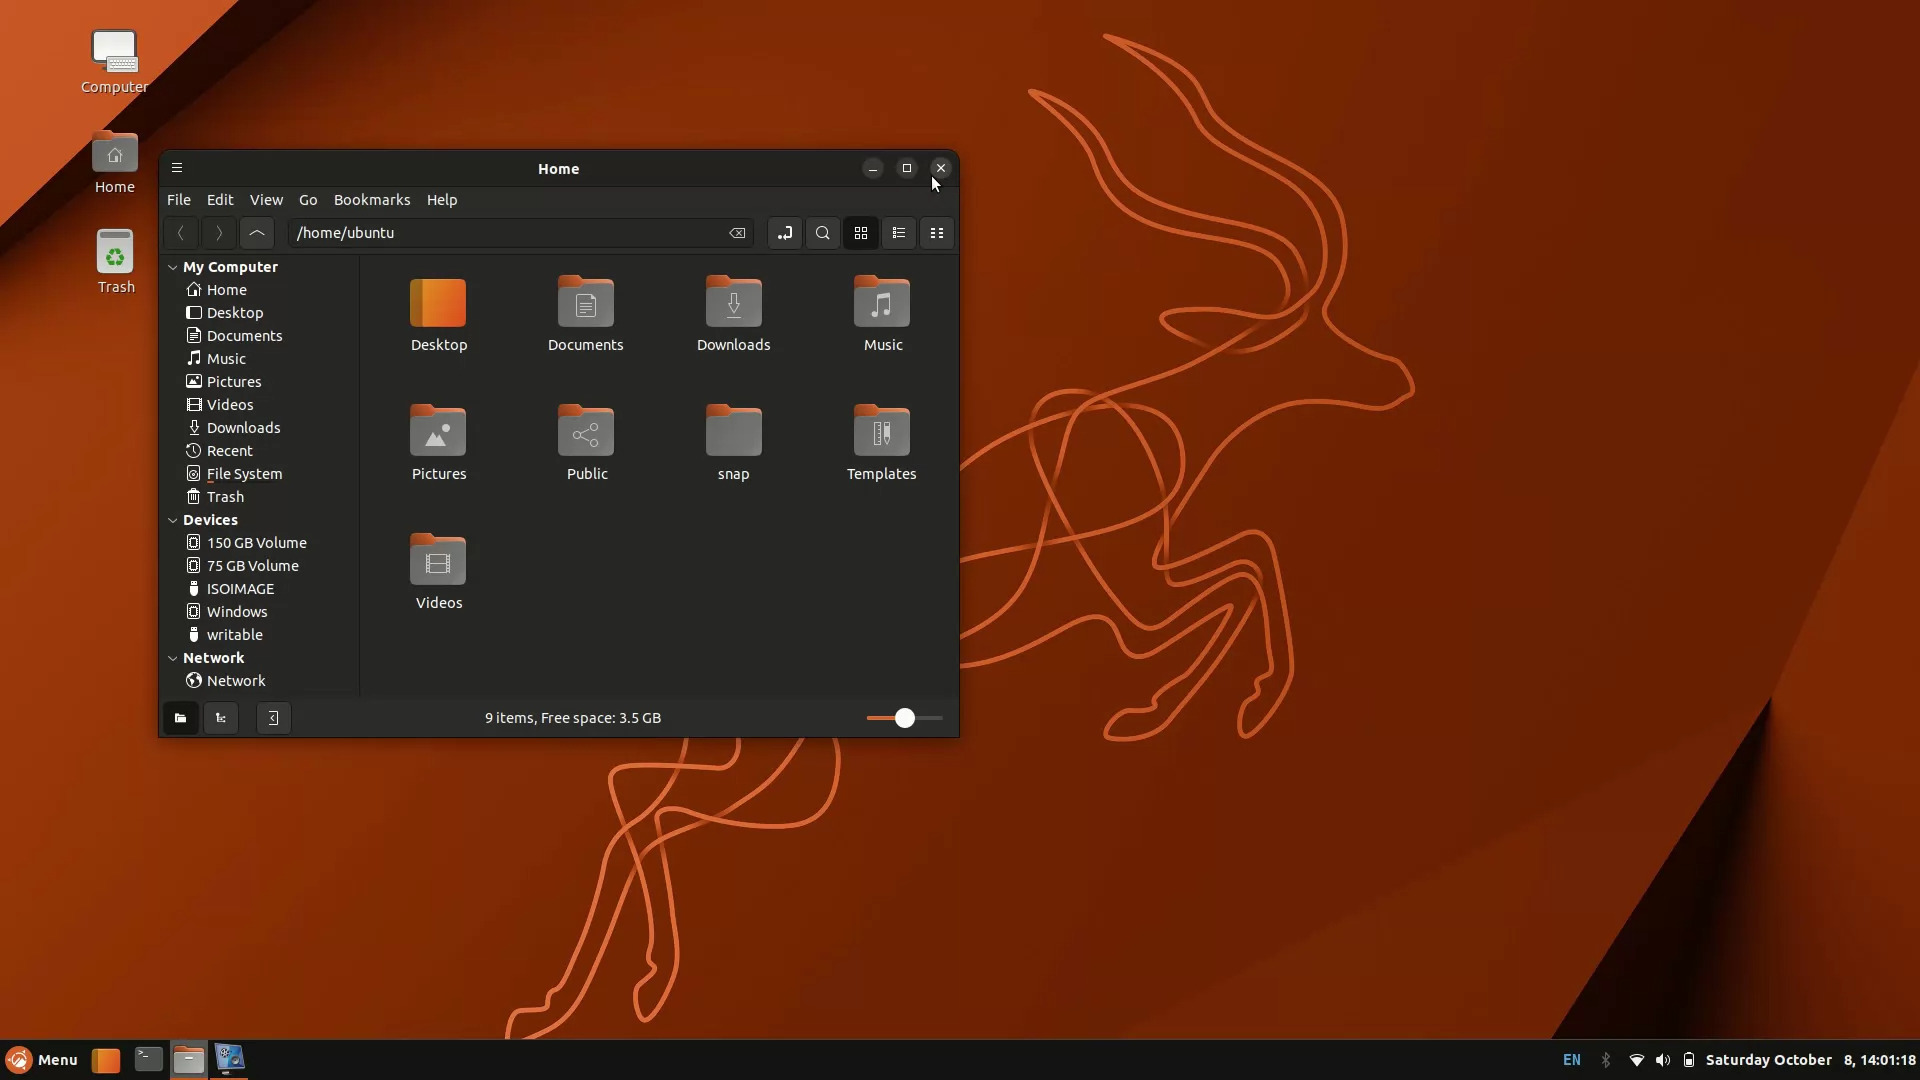 Computer
Home
Trash
Home
File Edit View Go Bookmarks Help
/home/ubuntu
My Computer
Home
Desktop
Documents
Music
Pictures
Videos
Downloads
Recent
File System
Trash
Devices
150 GB Volume
75 GB Volume
ISOIMAGE
Windows
writable
Network
Network
Desktop Documents Downloads Music
Pictures Public snap Templates
Videos
9 items, Free space: 3.5 GB
Menu
EN
Saturday October 8, 14:01:18